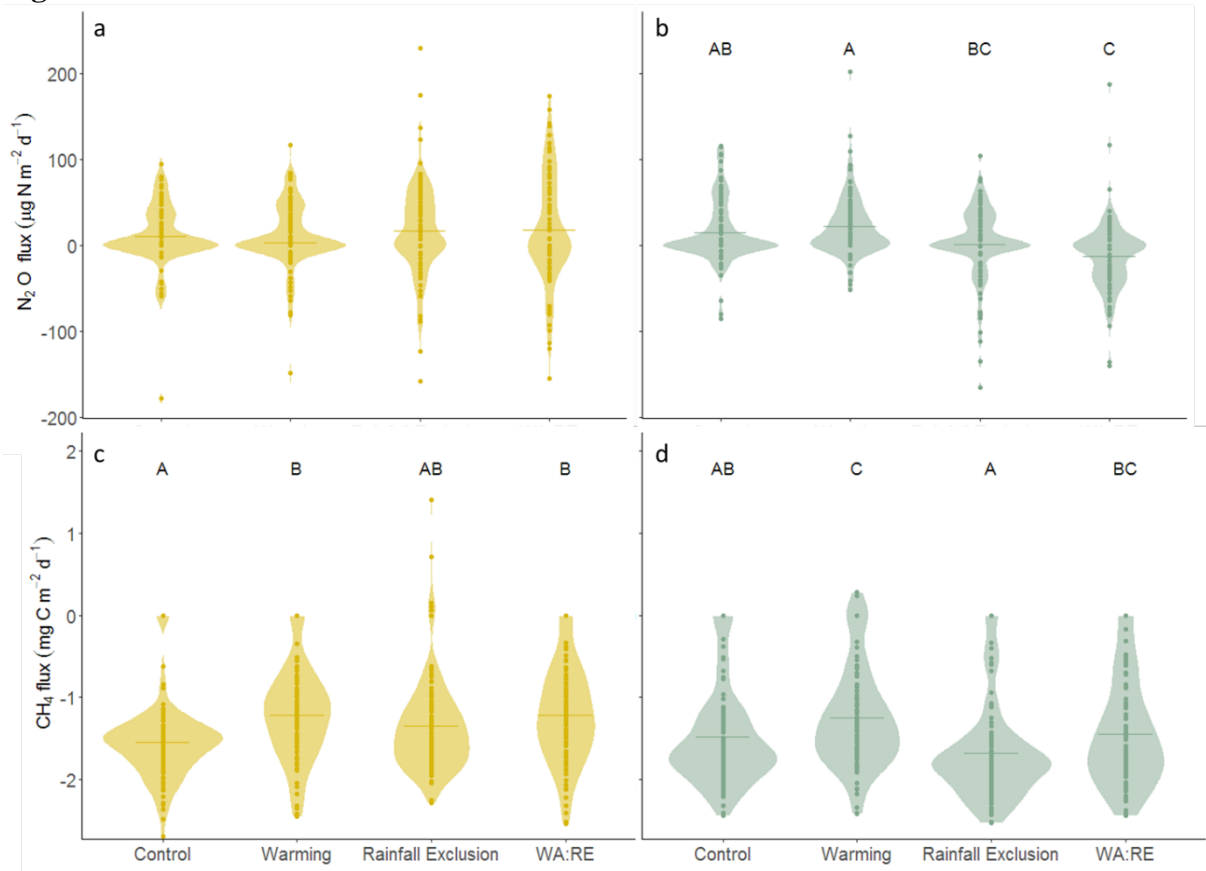 a
b
AB A BC C
200
100
0
-100
-200
N₂O flux (µg N m⁻² d⁻¹)
c
d
A B AB B
AB C A BC
2
1
0
-1
-2
CH₄ flux (mg C m⁻² d⁻¹)
Control Warming Rainfall Exclusion WA:RE
Control Warming Rainfall Exclusion WA:RE